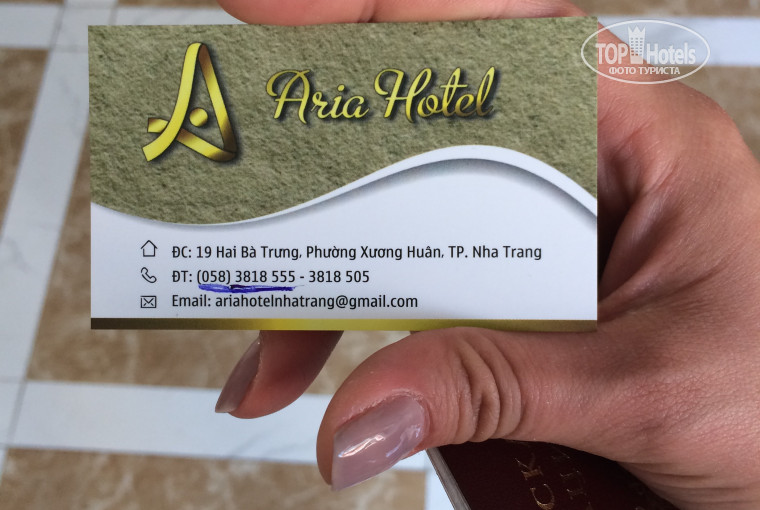 TOP Hotels
ФОТО ТУРИСТА
Aria Hotel
ĐC: 19 Hai Bà Trưng, Phường Xương Huân, TP. Nha Trang
ĐT: (058) 3818 555 - 3818 505
Email: ariahotelnhatrang@gmail.com